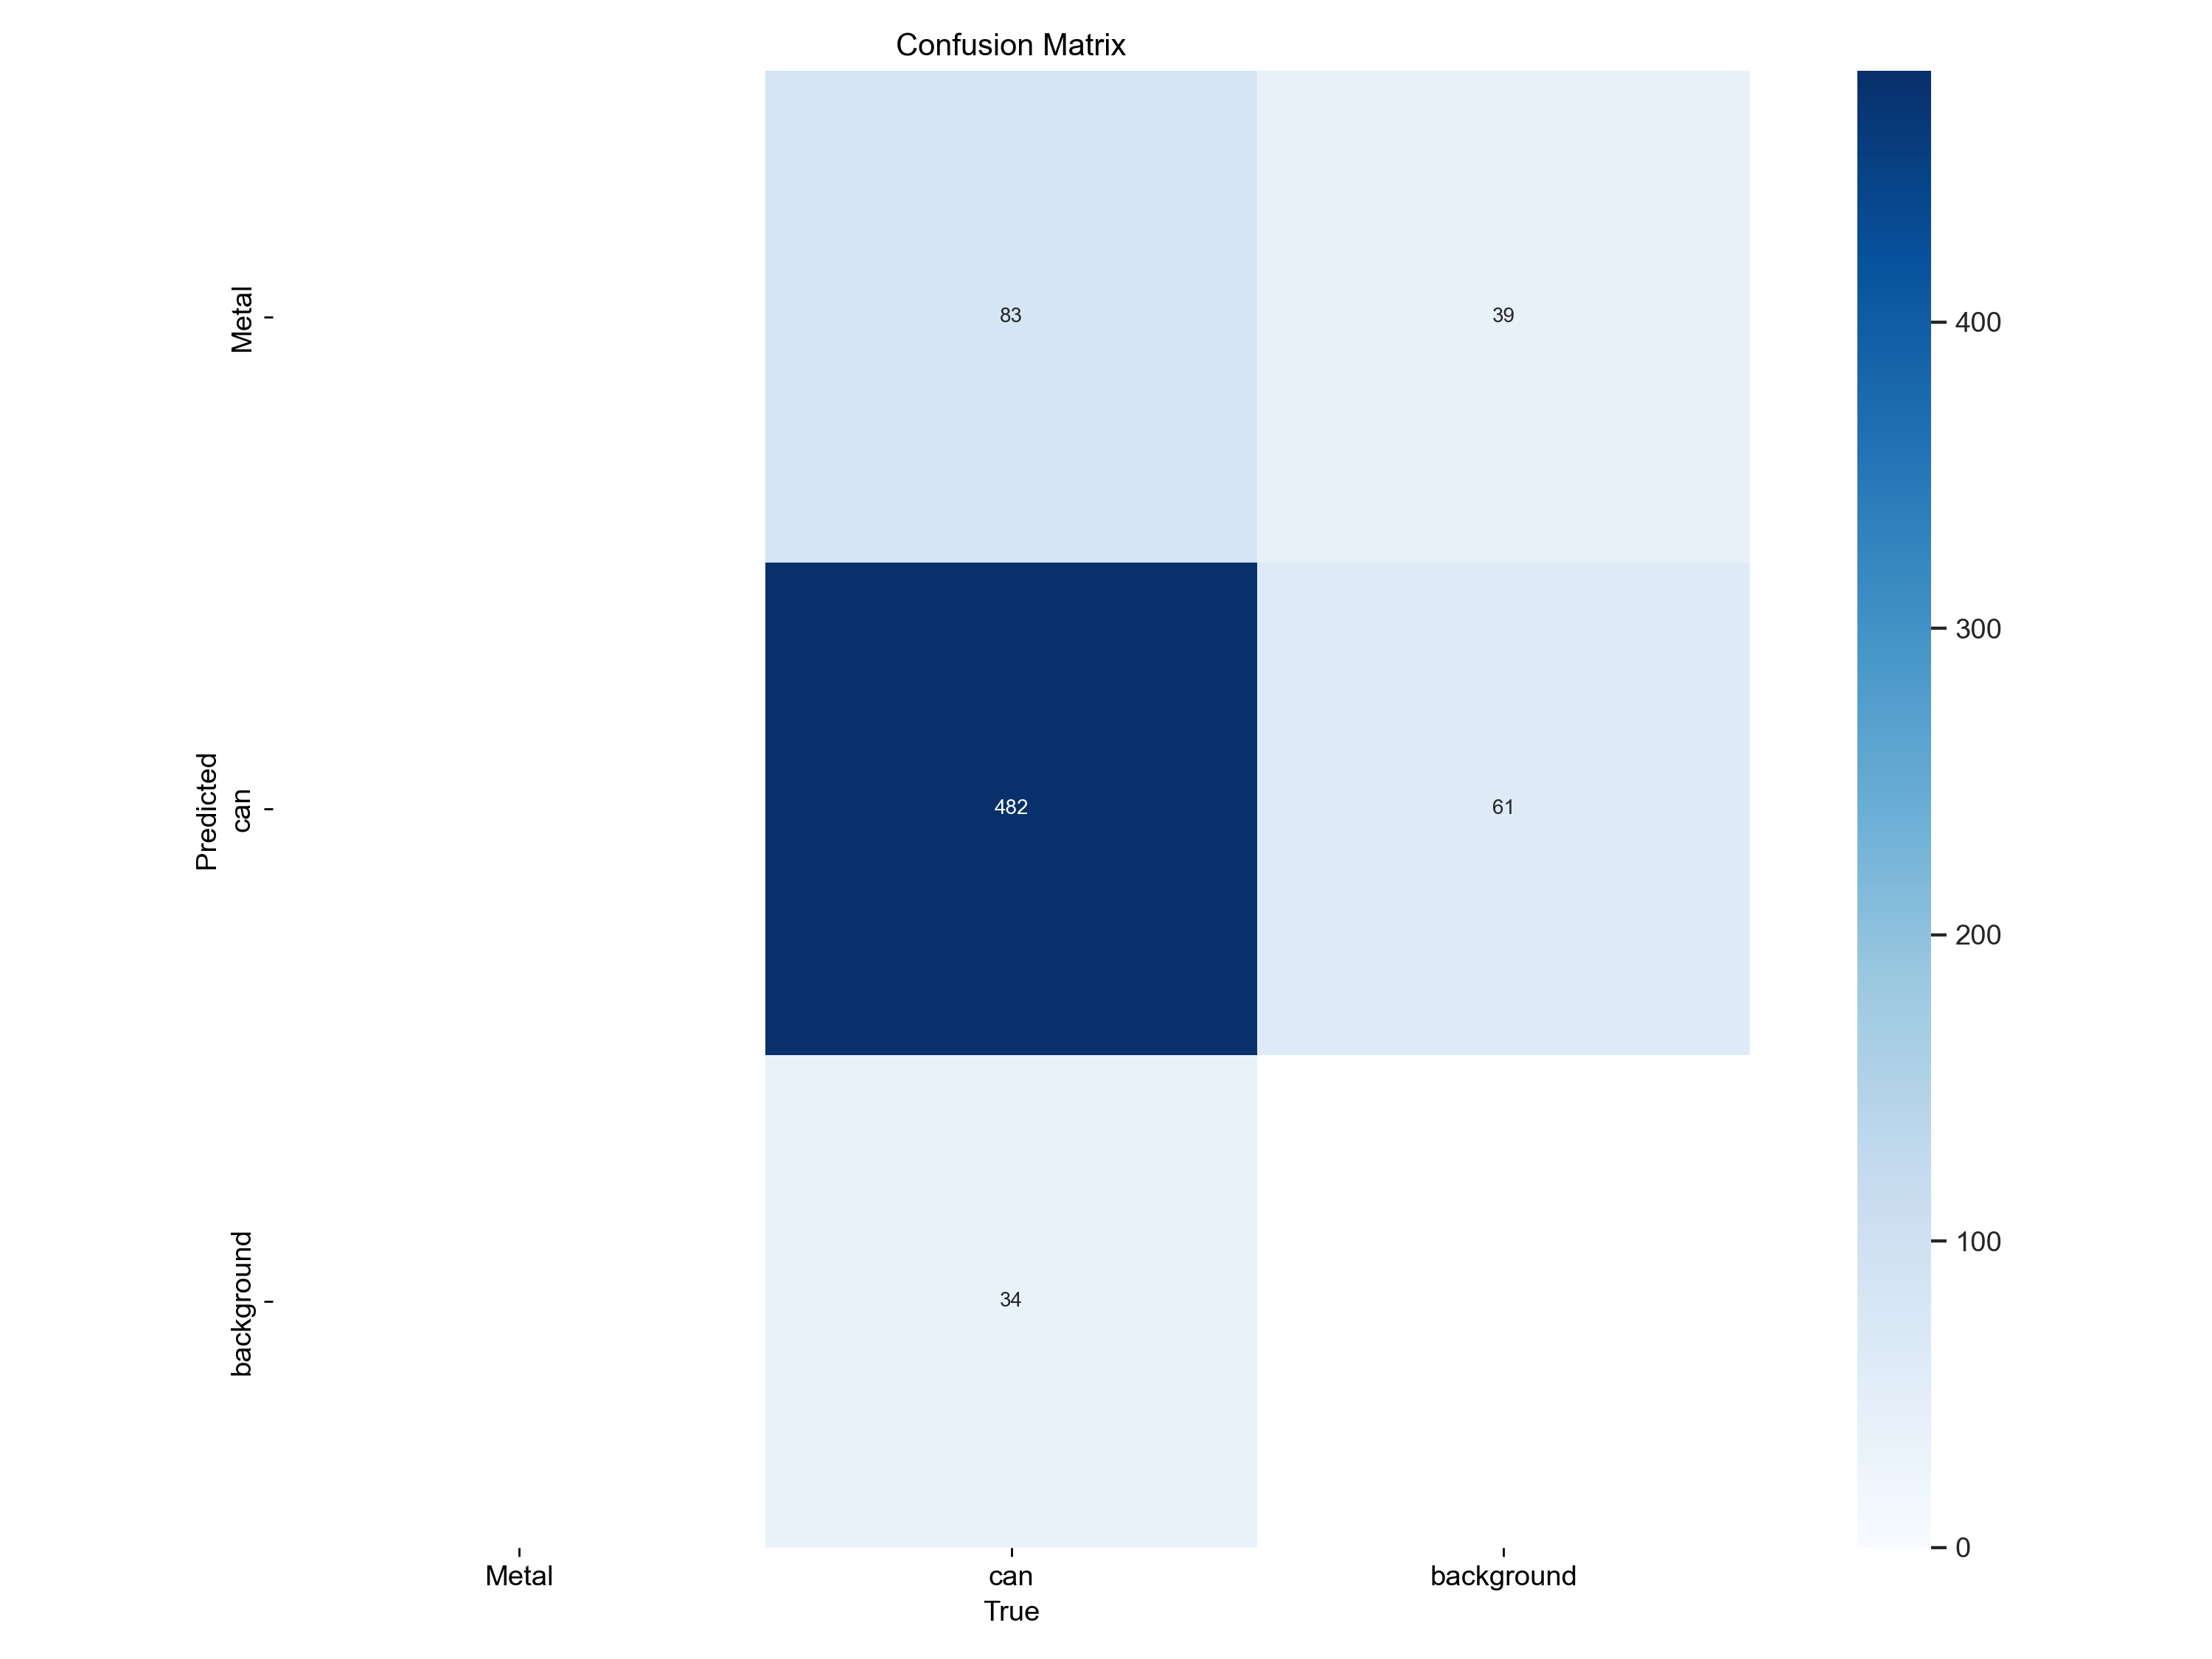 Confusion Matrix
Metal
83
39
400
300
Predicted
can
482
61
200
100
background
34
0
Metal
can
background
True